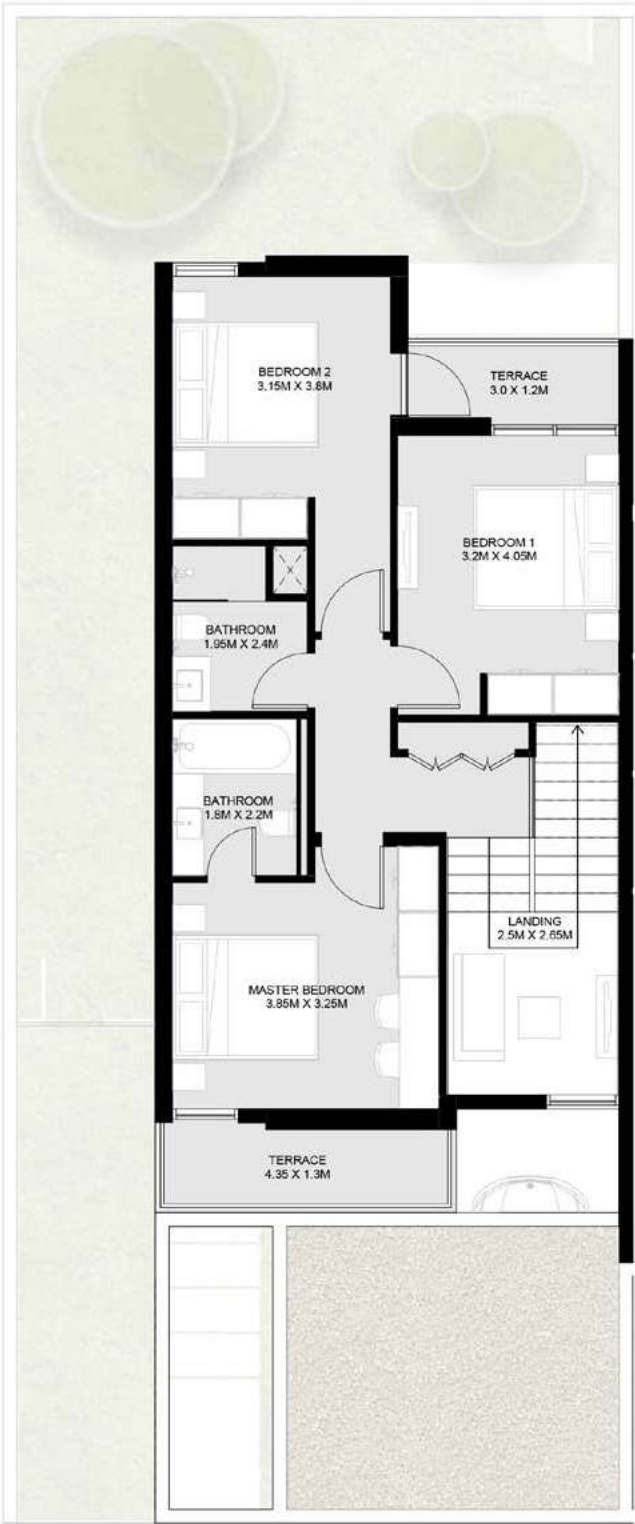 BEDROOM 2
3.15M X 3.8M
TERRACE
3.0 X 1.2M
BEDROOM 1
3.2M X 4.05M
BATHROOM
1.95M X 2.4M
BATHROOM
1.8M X 2.2M
LANDING
2.5M X 2.65M
MASTER BEDROOM
3.85M X 3.25M
TERRACE
4.35 X 1.3M